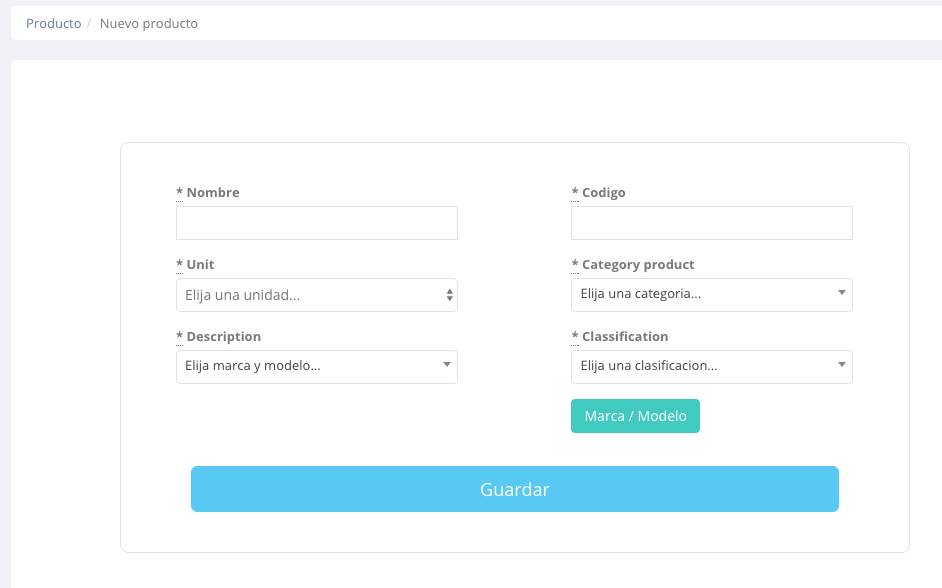 Producto / Nuevo producto
* Nombre
* Codigo
* Unit
* Category product
Elija una unidad...
Elija una categoria...
* Description
* Classification
Elija marca y modelo...
Elija una clasificacion...
Marca / Modelo
Guardar